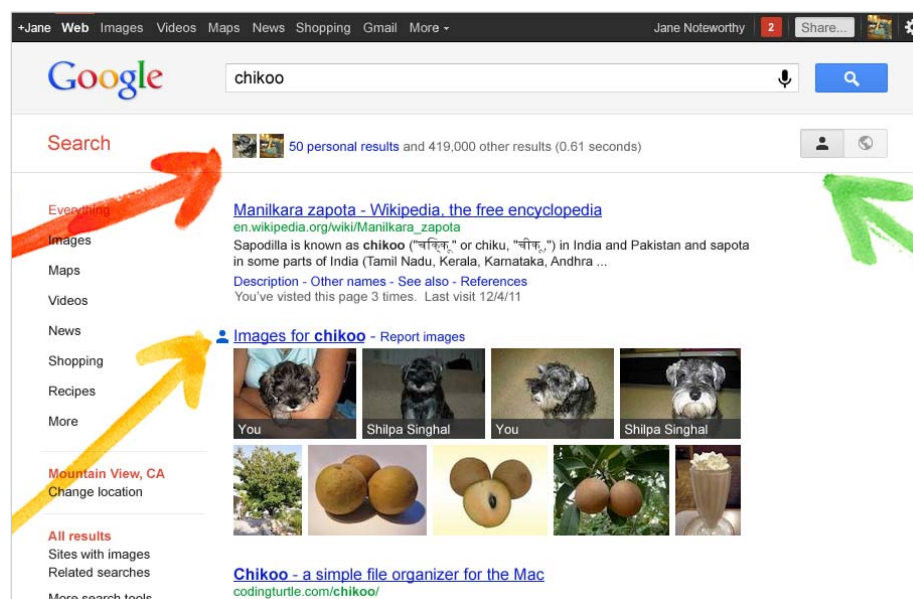 +Jane Web Images Videos Maps News Shopping Gmail More Jane Noteworthy 2 Share...
Google
chikoo
Search
50 personal results and 419,000 other results (0.61 seconds)
Everything
Images
Maps
Videos
News
Shopping
Recipes
More
Mountain View, CA
Change location
All results
Sites with images
Related searches
More search tools
Manilkara zapota - Wikipedia, the free encyclopedia
en.wikipedia.org/wiki/Manilkara_zapota
Sapodilla is known as chikoo (" " or chiku, "चीकू,") in India and Pakistan and sapota
in some parts of India (Tamil Nadu, Kerala, Karnataka, Andhra ...
Description - Other names - See also - References
You've visted this page 3 times. Last visit 12/4/11
Images for chikoo - Report images
You
Shilpa Singhal
You
Shilpa Singhal
Chikoo - a simple file organizer for the Mac
codingturtle.com/chikoo/